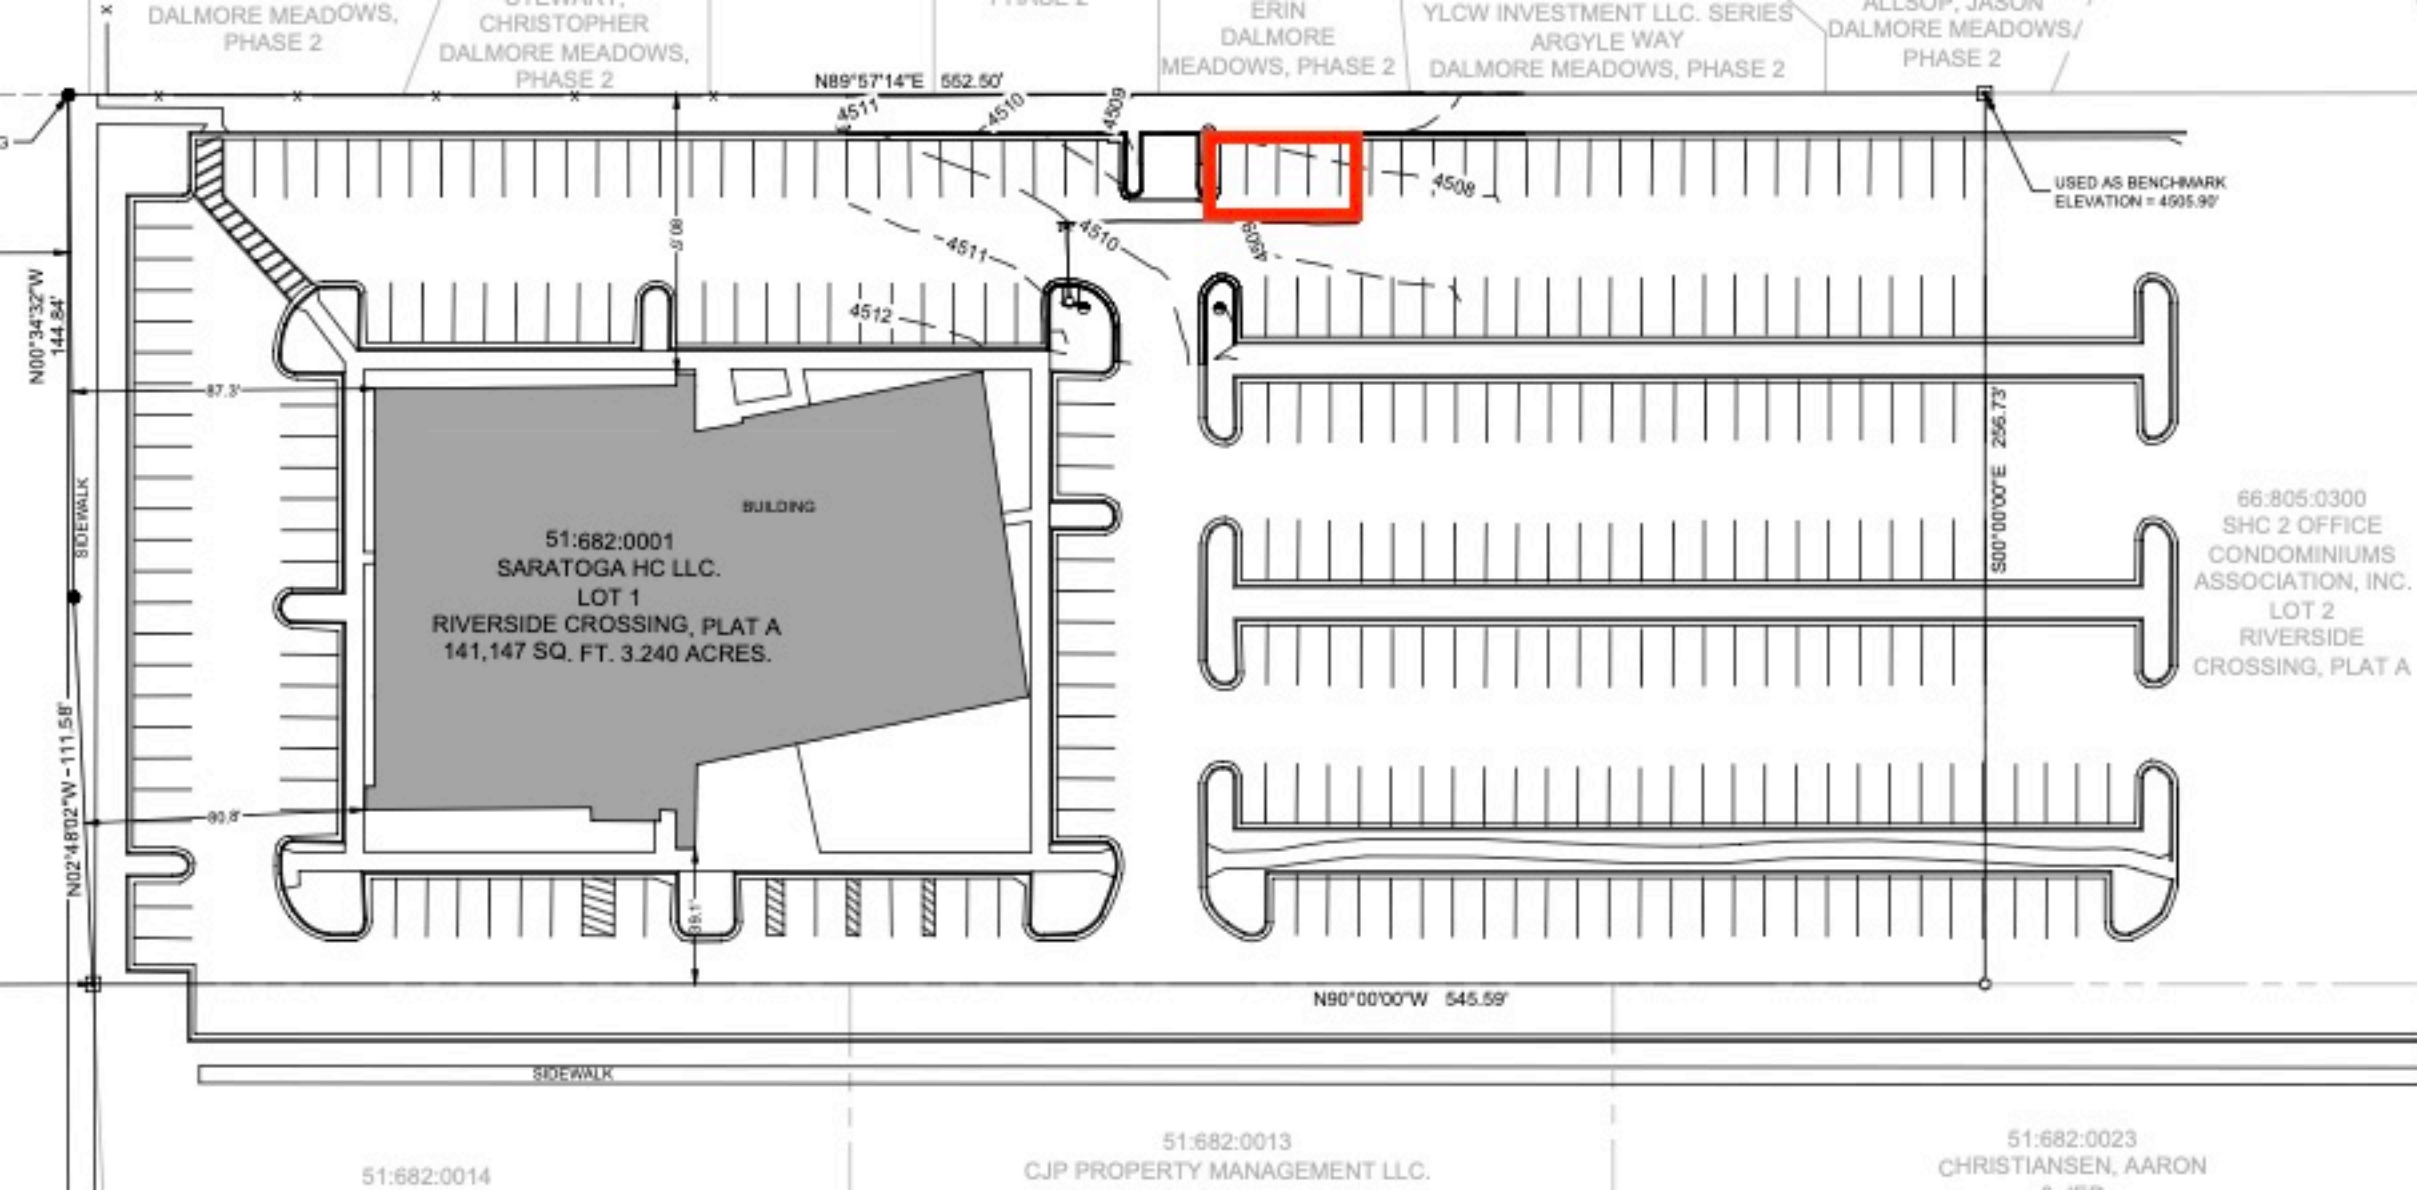 DALMORE MEADOWS,
PHASE 2
STEWART,
CHRISTOPHER
DALMORE MEADOWS,
PHASE 2
PHASE 2
ERIN
DALMORE
MEADOWS, PHASE 2
YLCW INVESTMENT LLC. SERIES
ARGYLE WAY
DALMORE MEADOWS, PHASE 2
ALLSOP, JASON
DALMORE MEADOWS,
PHASE 2
N89°57'14"E 552.50'
4511
4510
4509
4508
USED AS BENCHMARK
ELEVATION = 4505.90'
4511
4510
4509
4512
N00°34'32"W
144.84'
87.3'
SIDEWALK
BUILDING
51:682:0001
SARATOGA HC LLC.
LOT 1
RIVERSIDE CROSSING, PLAT A
141,147 SQ. FT. 3.240 ACRES.
S00°00'00"E 256.73'
66:805:0300
SHC 2 OFFICE
CONDOMINIUMS
ASSOCIATION, INC.
LOT 2
RIVERSIDE
CROSSING, PLAT A
N02°48'02"W - 111.58'
90.8'
39.1'
N90°00'00"W 545.59'
SIDEWALK
51:682:0014
51:682:0013
CJP PROPERTY MANAGEMENT LLC.
51:682:0023
CHRISTIANSEN, AARON